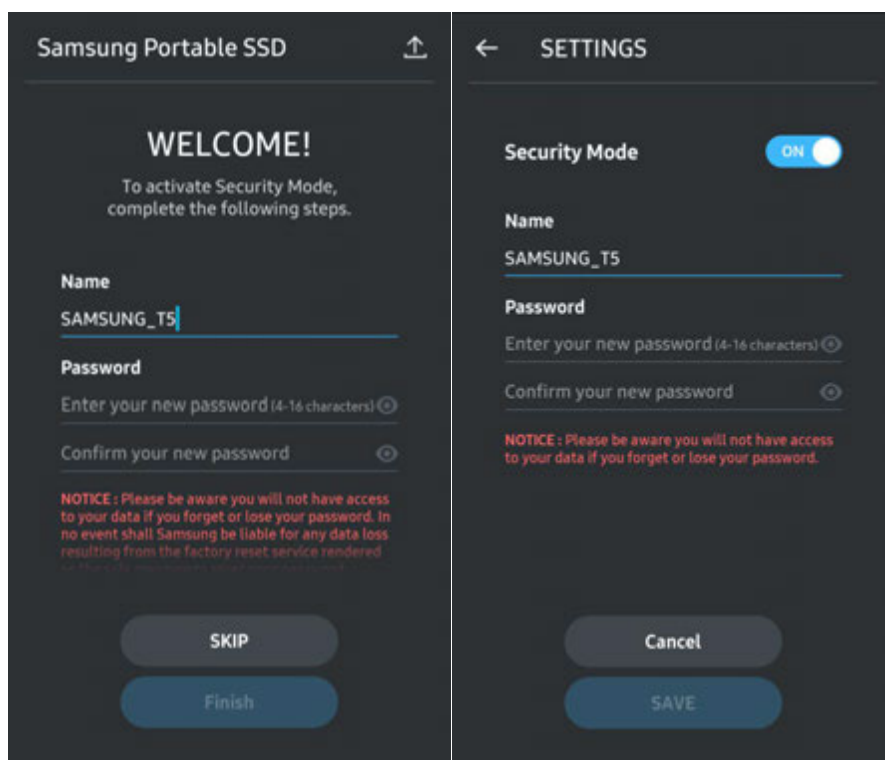 Samsung Portable SSD
WELCOME!
To activate Security Mode,
complete the following steps.
Name
SAMSUNG_T5
Password
Enter your new password (4-16 characters)
Confirm your new password
NOTICE : Please be aware you will not have access
to your data if you forget or lose your password. In
no event shall Samsung be liable for any data loss
resulting from the factory reset service rendered
SKIP
Finish
SETTINGS
Security Mode
ON
Name
SAMSUNG_T5
Password
Enter your new password (4-16 characters)
Confirm your new password
NOTICE : Please be aware you will not have access
to your data if you forget or lose your password.
Cancel
SAVE